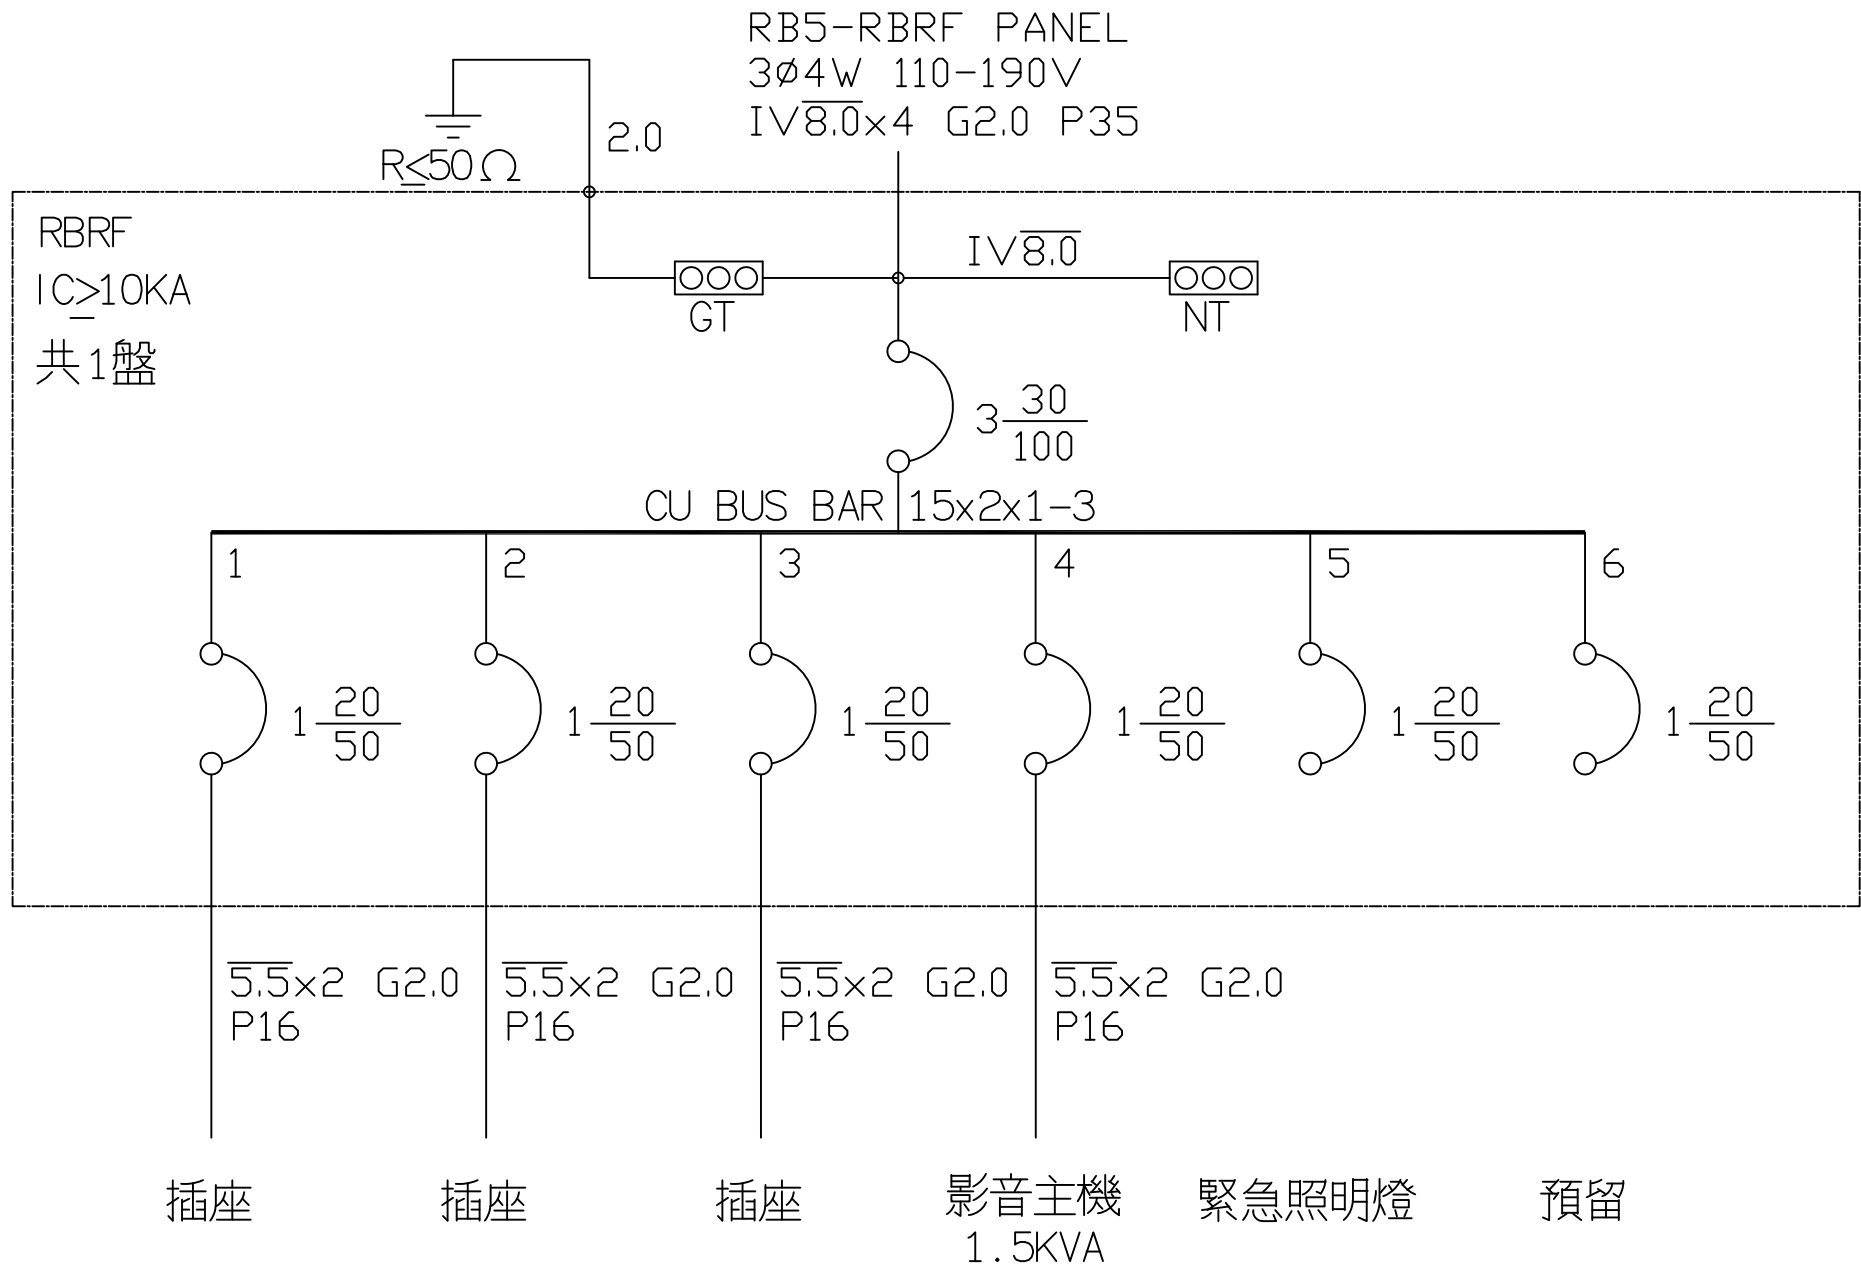 RB5-RBRF PANEL
3ø4W 110-190V
IV8.0x4 G2.0 P35
2.0
R≤50Ω
RBRF
IC≥10KA
共1盤
IV8.0
GT
NT
3 30/100
CU BUS BAR 15x2x1-3
1 2 3 4 5 6
1 20/50 1 20/50 1 20/50 1 20/50 1 20/50 1 20/50
5.5x2 G2.0 5.5x2 G2.0 5.5x2 G2.0 5.5x2 G2.0
P16 P16 P16 P16
插座 插座 插座 影音主機 緊急照明燈 預留
1.5KVA